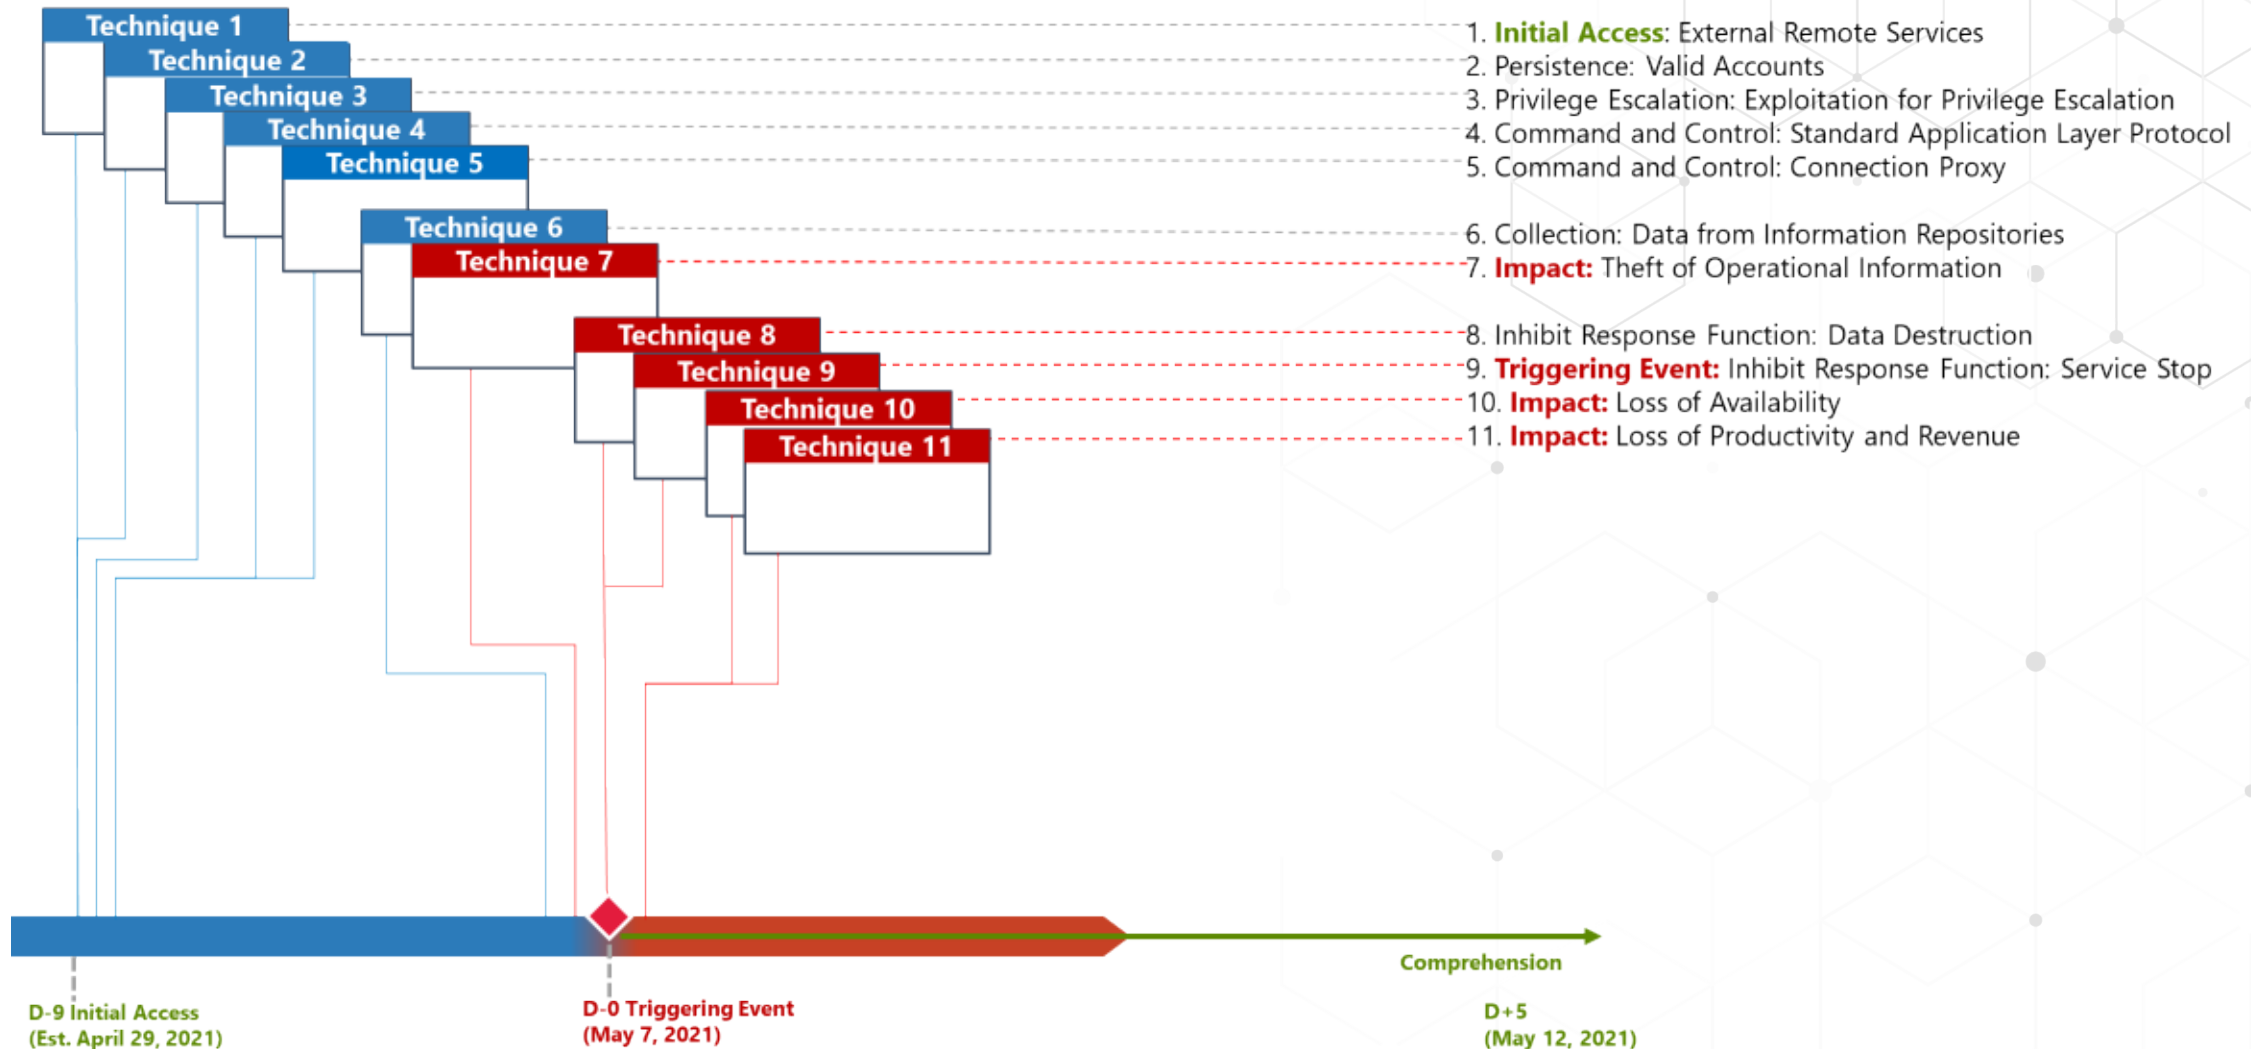 Technique 1
Technique 2
Technique 3
Technique 4
Technique 5
Technique 6
Technique 7
Technique 8
Technique 9
Technique 10
Technique 11
1. Initial Access: External Remote Services
2. Persistence: Valid Accounts
3. Privilege Escalation: Exploitation for Privilege Escalation
4. Command and Control: Standard Application Layer Protocol
5. Command and Control: Connection Proxy
6. Collection: Data from Information Repositories
7. Impact: Theft of Operational Information
8. Inhibit Response Function: Data Destruction
9. Triggering Event: Inhibit Response Function: Service Stop
10. Impact: Loss of Availability
11. Impact: Loss of Productivity and Revenue
Comprehension
D-9 Initial Access
(Est. April 29, 2021)
D-0 Triggering Event
(May 7, 2021)
D+5
(May 12, 2021)